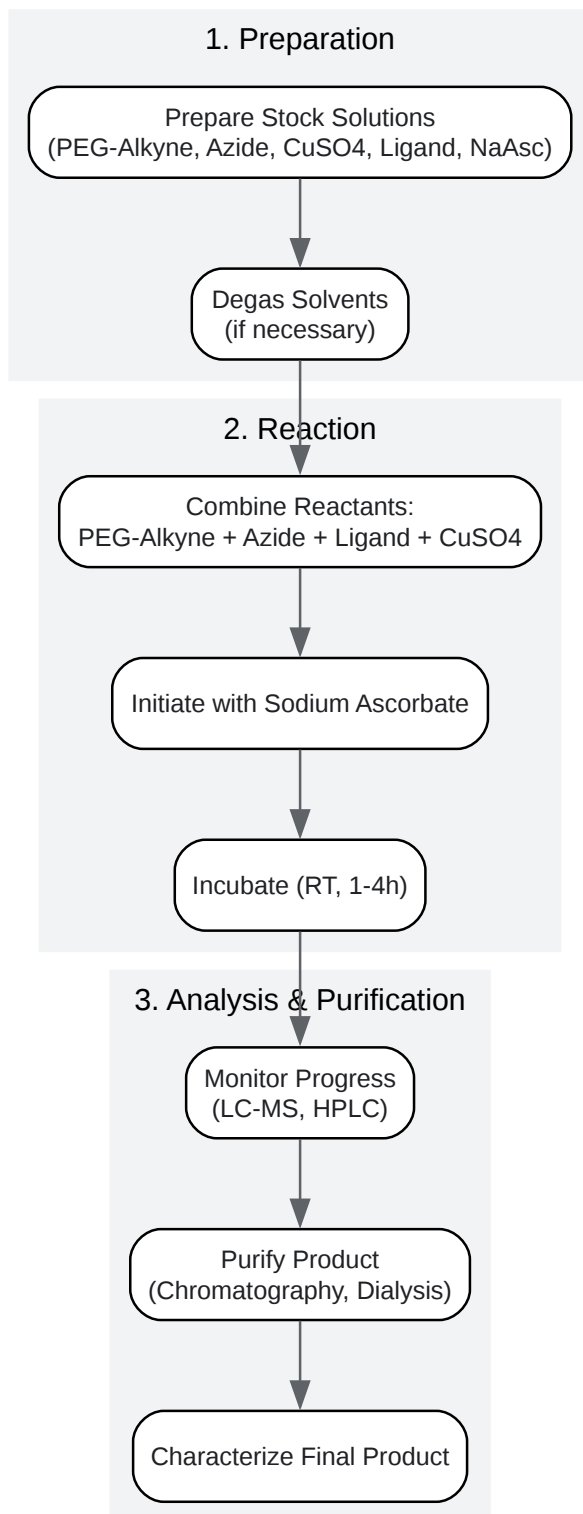 1. Preparation
Prepare Stock Solutions
(PEG-Alkyne, Azide, CuSO4, Ligand, NaAsc)
Degas Solvents
(if necessary)
2. Reaction
Combine Reactants:
PEG-Alkyne + Azide + Ligand + CuSO4
Initiate with Sodium Ascorbate
Incubate (RT, 1-4h)
3. Analysis & Purification
Monitor Progress
(LC-MS, HPLC)
Purify Product
(Chromatography, Dialysis)
Characterize Final Product